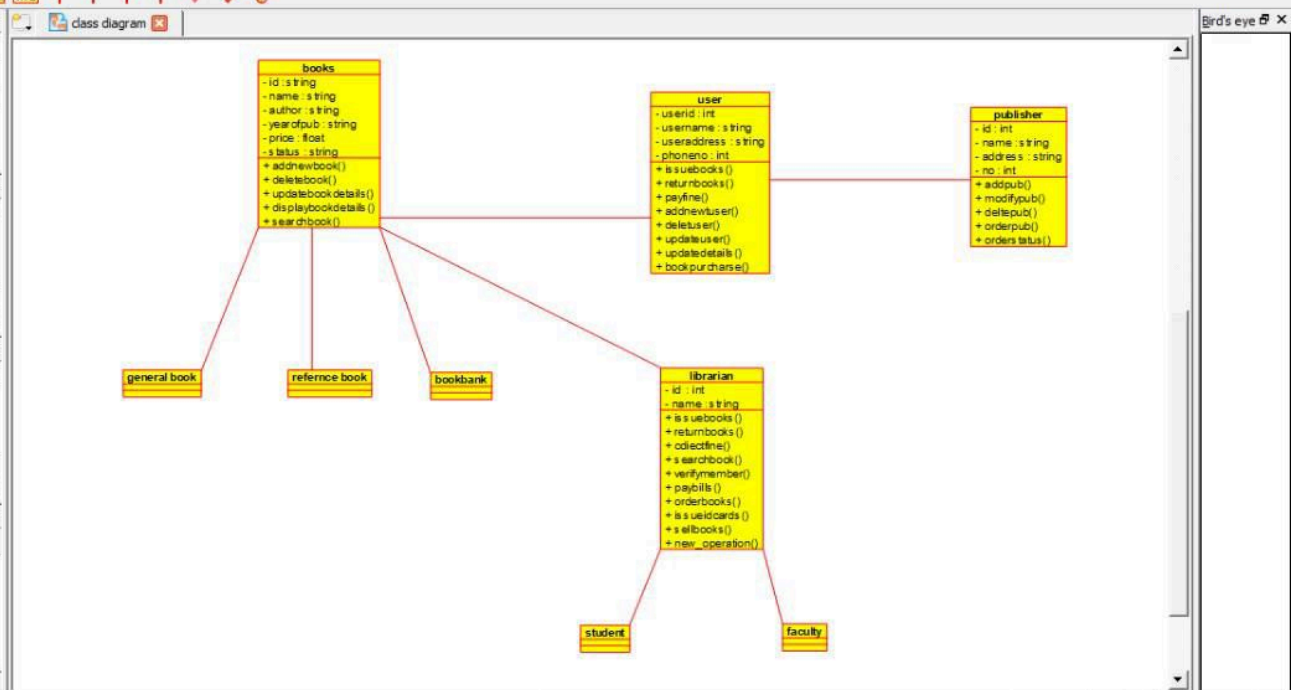 class diagram
Bird's eye
books
- id : string
- name : string
- author : string
- yearofpub : string
- price : float
- status : string
+ addnewbook()
+ deletebook()
+ updatebookdetails()
+ displaybookdetails()
+ searchbook()
user
- userid : int
- username : string
- useraddress : string
- phoneno : int
+ issuebooks()
+ returnbooks()
+ payfine()
+ addnewtuser()
+ deletuser()
+ updateuser()
+ updatedetails()
+ bookpurcharse()
publisher
- id : int
- name : string
- address : string
- no : int
+ addpub()
+ modifypub()
+ deltepub()
+ orderpub()
+ orderstatus()
general book
refernce book
bookbank
librarian
- id : int
- name : string
+ issuebooks()
+ returnbooks()
+ collectfine()
+ searchbook()
+ verifymember()
+ paybills()
+ orderbooks()
+ issueidcards()
+ sellbooks()
+ new_operation()
student
faculty